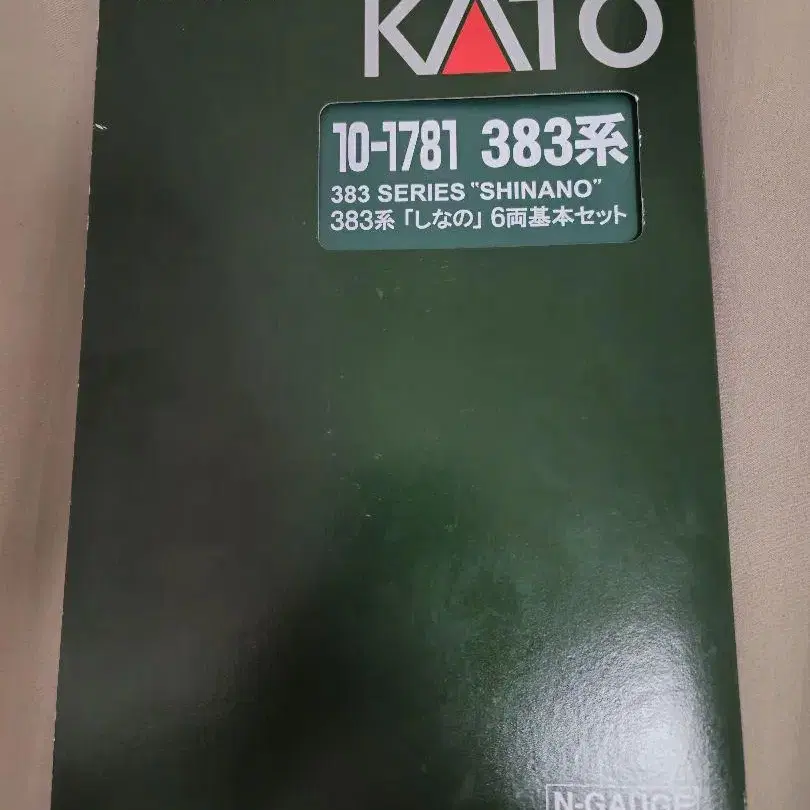 KATO
10-1781 383系
383 SERIES "SHINANO"
383系「しなの」6両基本セット
N-GAUGE